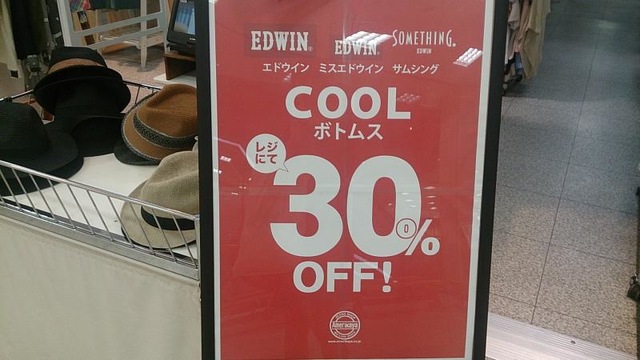 EDWIN EDWIN SOMETHING.
EDWIN
エドウイン ミスエドウイン サムシング
COOL
ボトムス
レジ
にて
30%
OFF!
Amerikaya